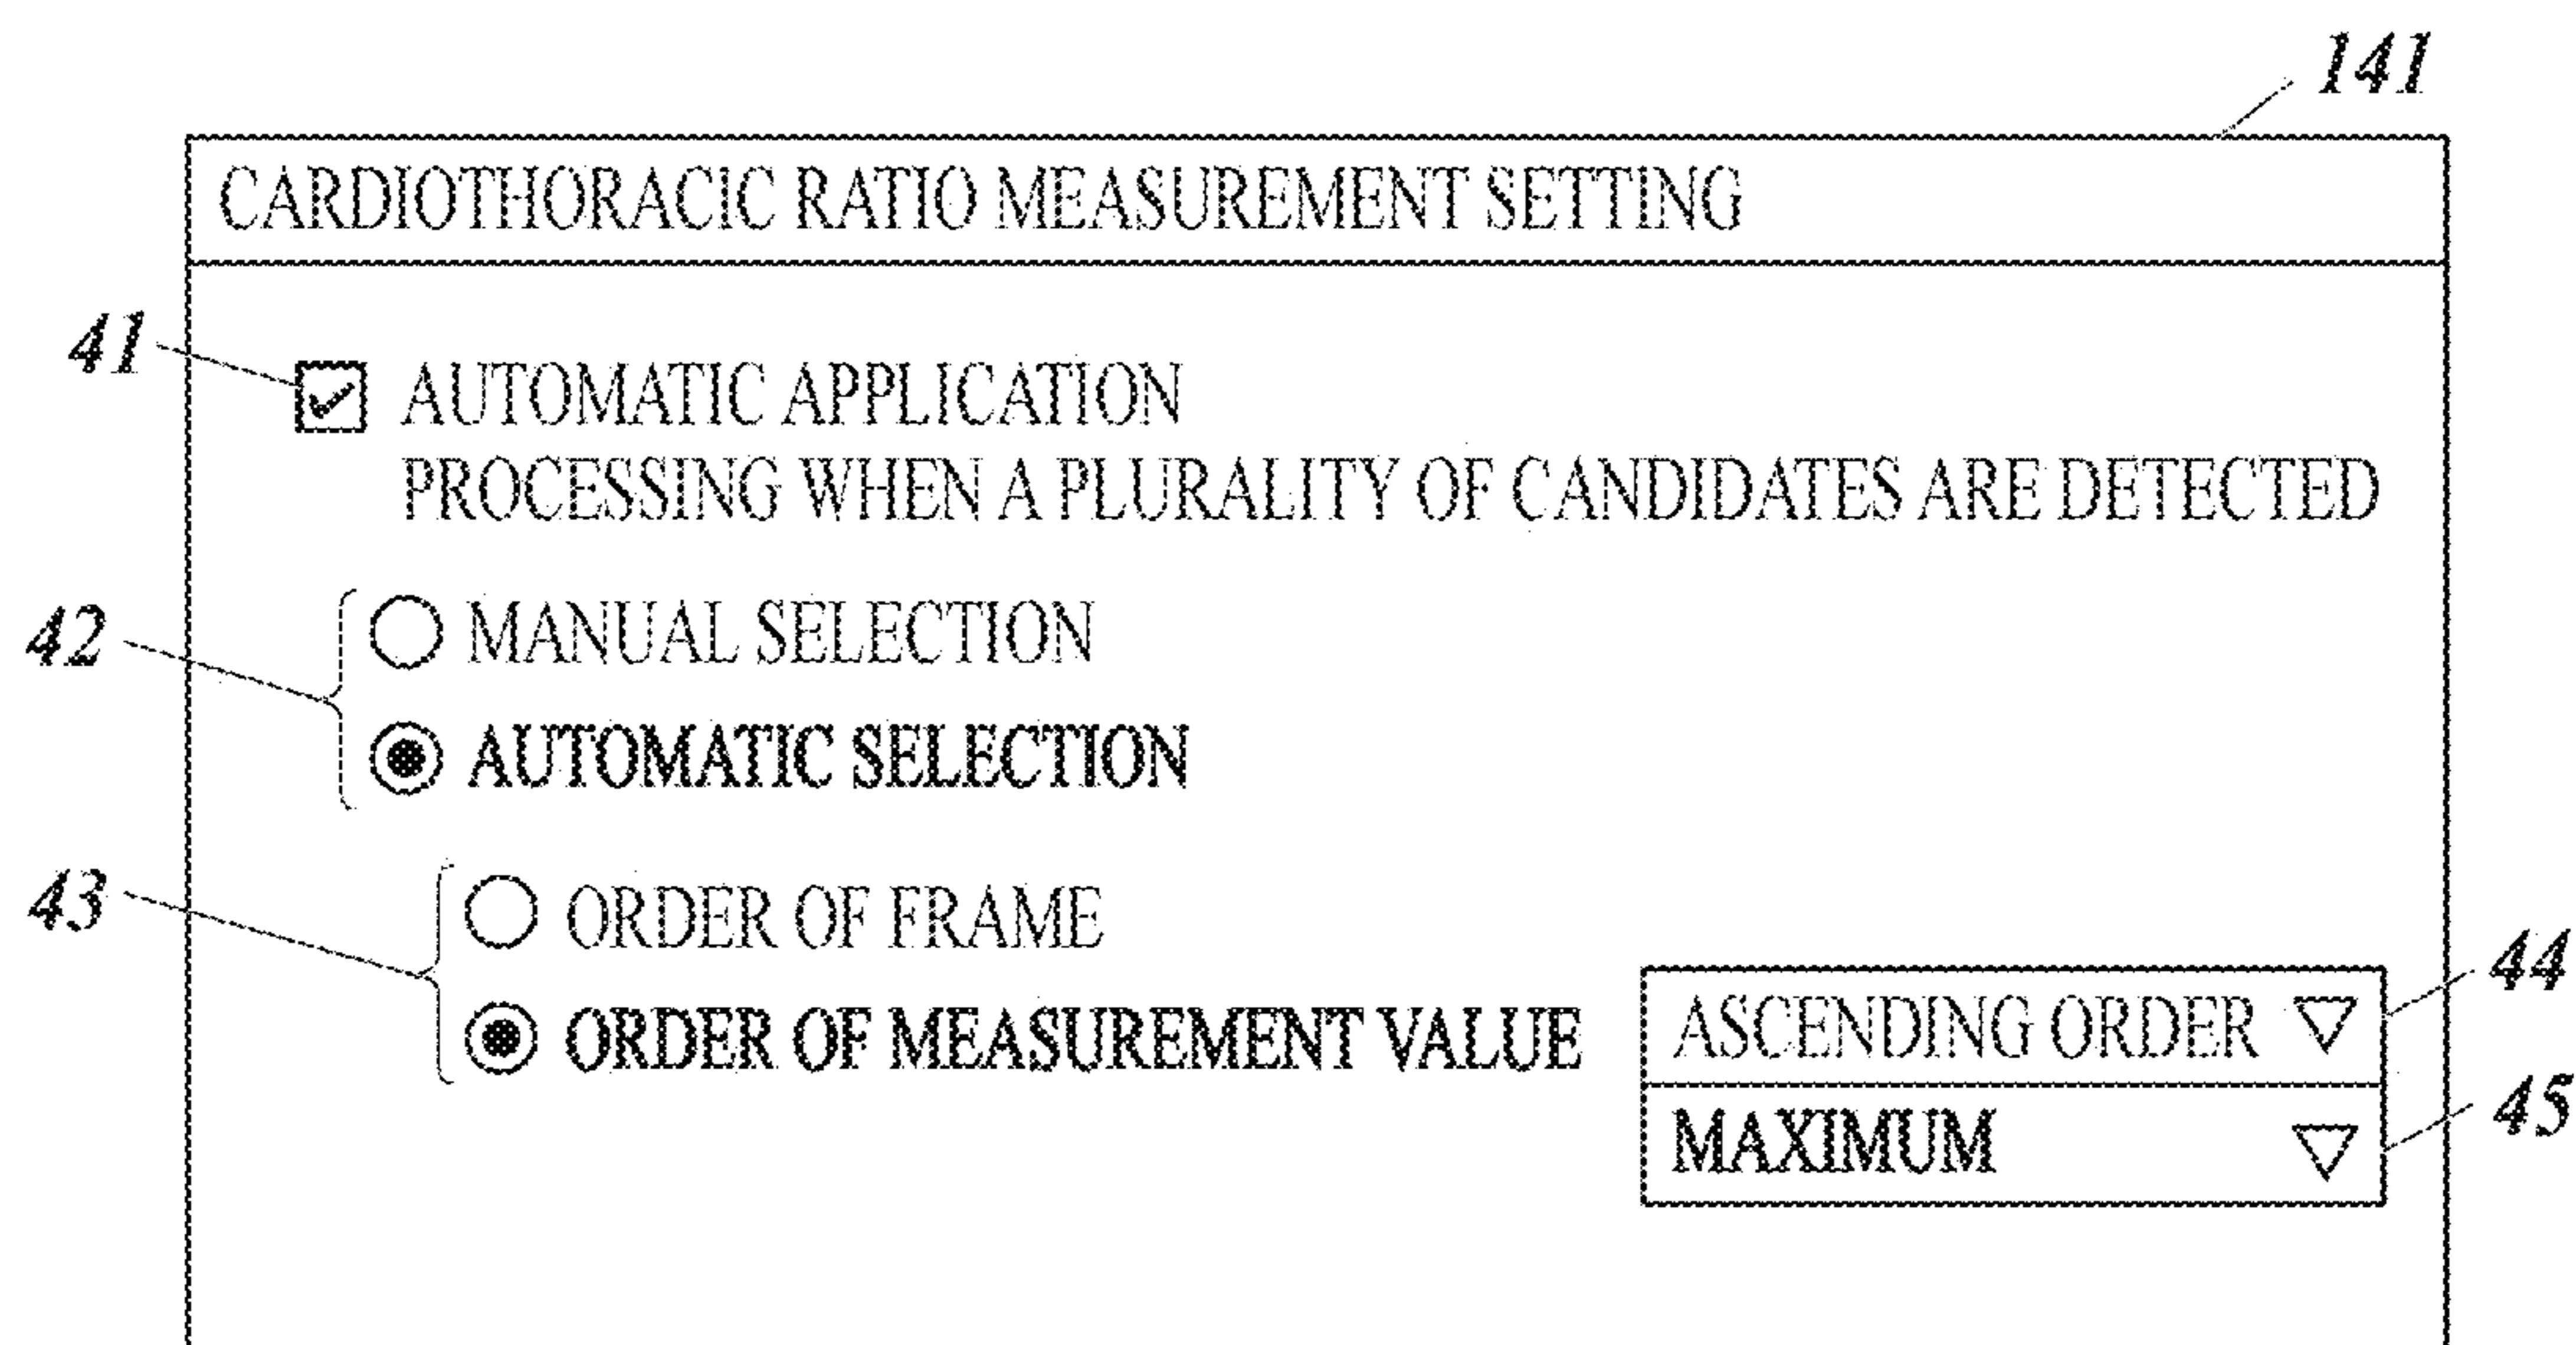 141
CARDIOTHORACIC RATIO MEASUREMENT SETTING
41
AUTOMATIC APPLICATION
PROCESSING WHEN A PLURALITY OF CANDIDATES ARE DETECTED
42
MANUAL SELECTION
AUTOMATIC SELECTION
43
ORDER OF FRAME
ORDER OF MEASUREMENT VALUE
ASCENDING ORDER
44
MAXIMUM
45